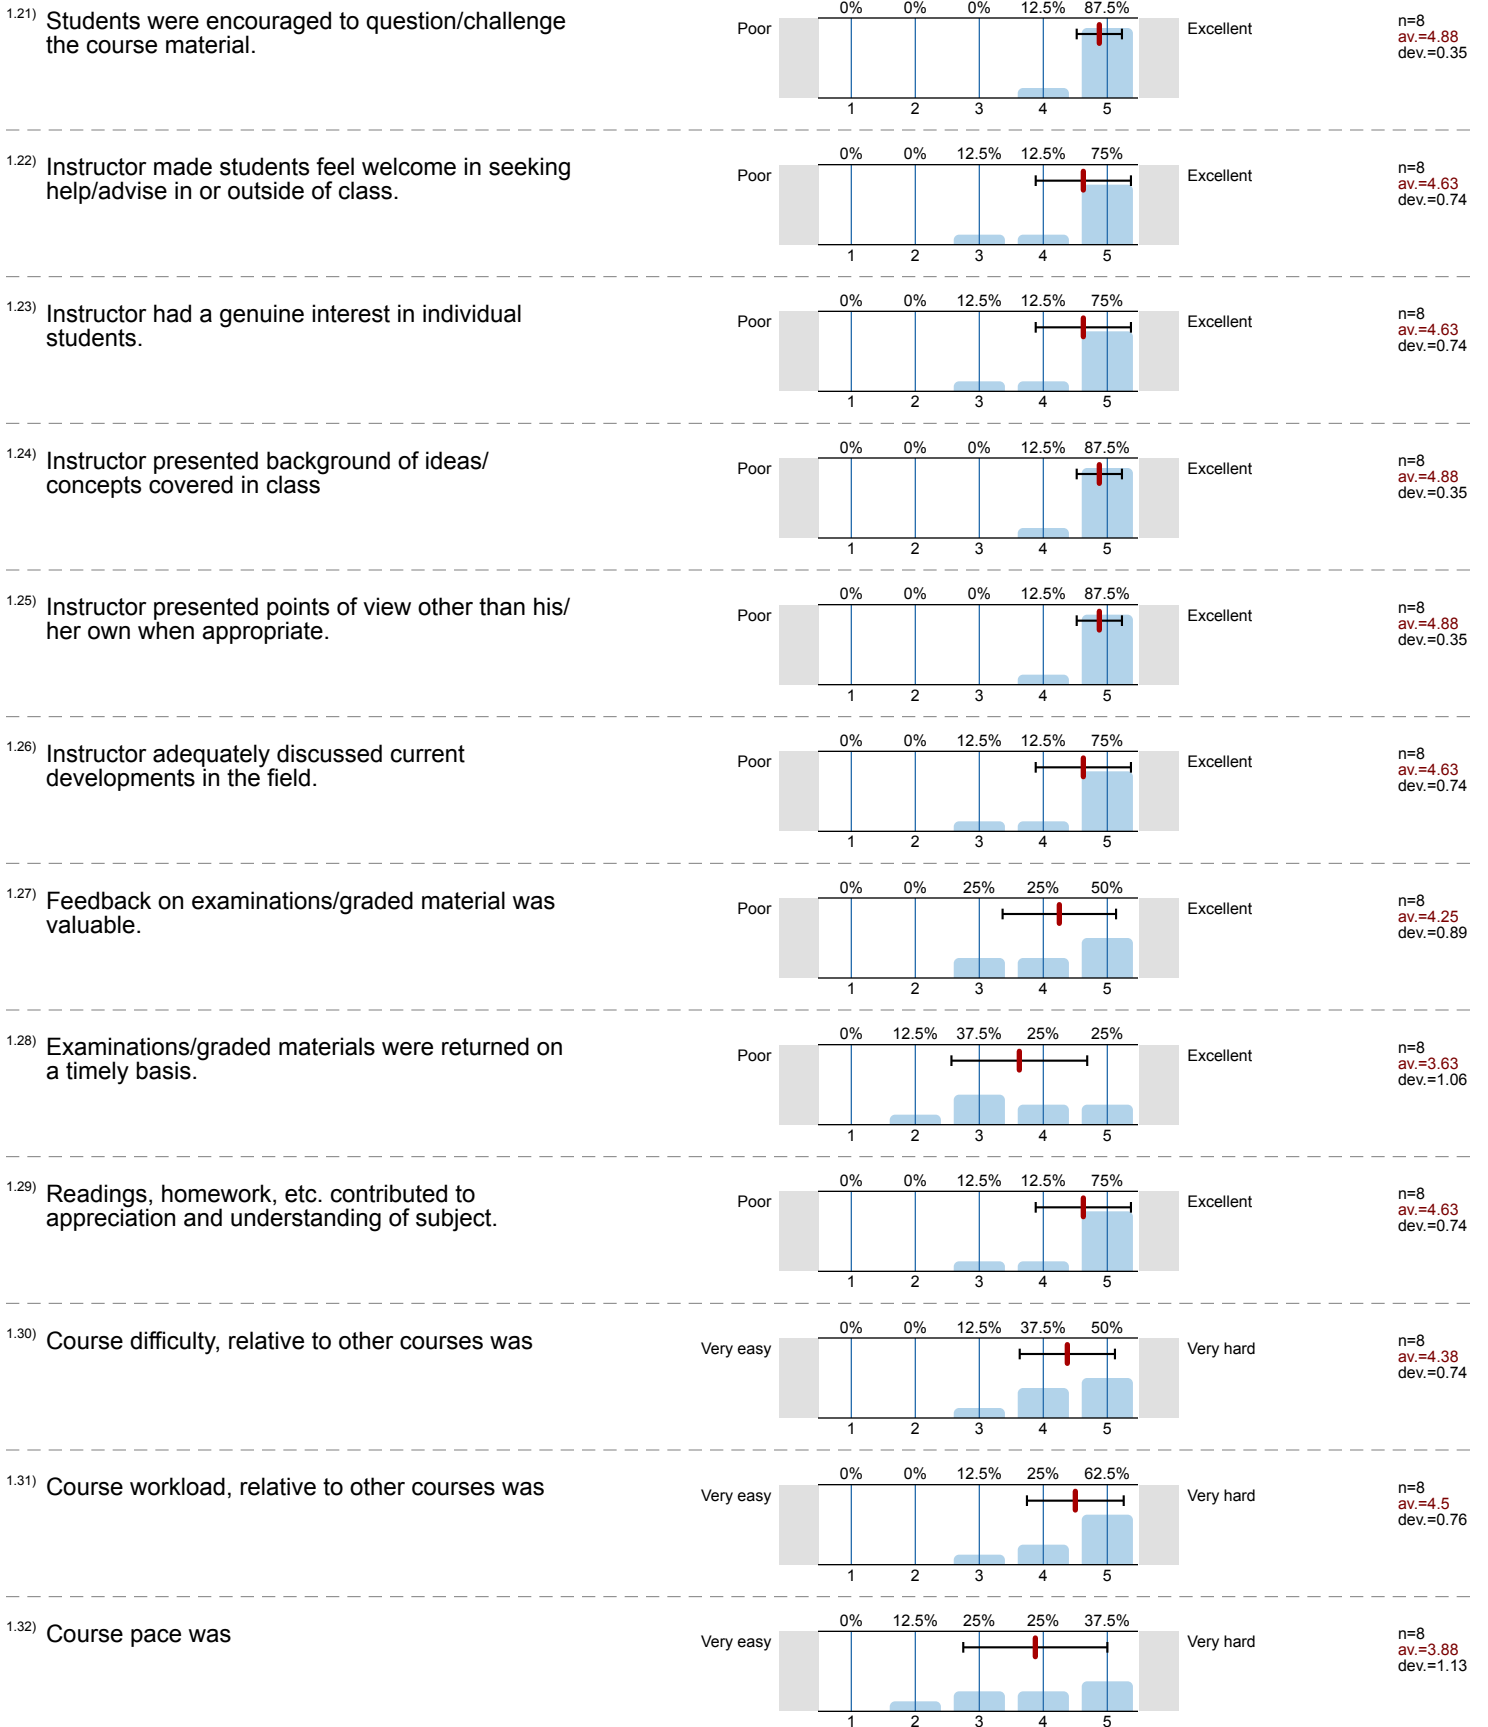 1.21) Students were encouraged to question/challenge
the course material.
Poor
0% 0% 0% 12.5% 87.5%
1 2 3 4 5
Excellent
n=8
av.=4.88
dev.=0.35
1.22) Instructor made students feel welcome in seeking
help/advise in or outside of class.
Poor
0% 0% 12.5% 12.5% 75%
1 2 3 4 5
Excellent
n=8
av.=4.63
dev.=0.74
1.23) Instructor had a genuine interest in individual
students.
Poor
0% 0% 12.5% 12.5% 75%
1 2 3 4 5
Excellent
n=8
av.=4.63
dev.=0.74
1.24) Instructor presented background of ideas/
concepts covered in class
Poor
0% 0% 0% 12.5% 87.5%
1 2 3 4 5
Excellent
n=8
av.=4.88
dev.=0.35
1.25) Instructor presented points of view other than his/
her own when appropriate.
Poor
0% 0% 0% 12.5% 87.5%
1 2 3 4 5
Excellent
n=8
av.=4.88
dev.=0.35
1.26) Instructor adequately discussed current
developments in the field.
Poor
0% 0% 12.5% 12.5% 75%
1 2 3 4 5
Excellent
n=8
av.=4.63
dev.=0.74
1.27) Feedback on examinations/graded material was
valuable.
Poor
0% 0% 25% 25% 50%
1 2 3 4 5
Excellent
n=8
av.=4.25
dev.=0.89
1.28) Examinations/graded materials were returned on
a timely basis.
Poor
0% 12.5% 37.5% 25% 25%
1 2 3 4 5
Excellent
n=8
av.=3.63
dev.=1.06
1.29) Readings, homework, etc. contributed to
appreciation and understanding of subject.
Poor
0% 0% 12.5% 12.5% 75%
1 2 3 4 5
Excellent
n=8
av.=4.63
dev.=0.74
1.30) Course difficulty, relative to other courses was
Very easy
0% 0% 12.5% 37.5% 50%
1 2 3 4 5
Very hard
n=8
av.=4.38
dev.=0.74
1.31) Course workload, relative to other courses was
Very easy
0% 0% 12.5% 25% 62.5%
1 2 3 4 5
Very hard
n=8
av.=4.5
dev.=0.76
1.32) Course pace was
Very easy
0% 12.5% 25% 25% 37.5%
1 2 3 4 5
Very hard
n=8
av.=3.88
dev.=1.13